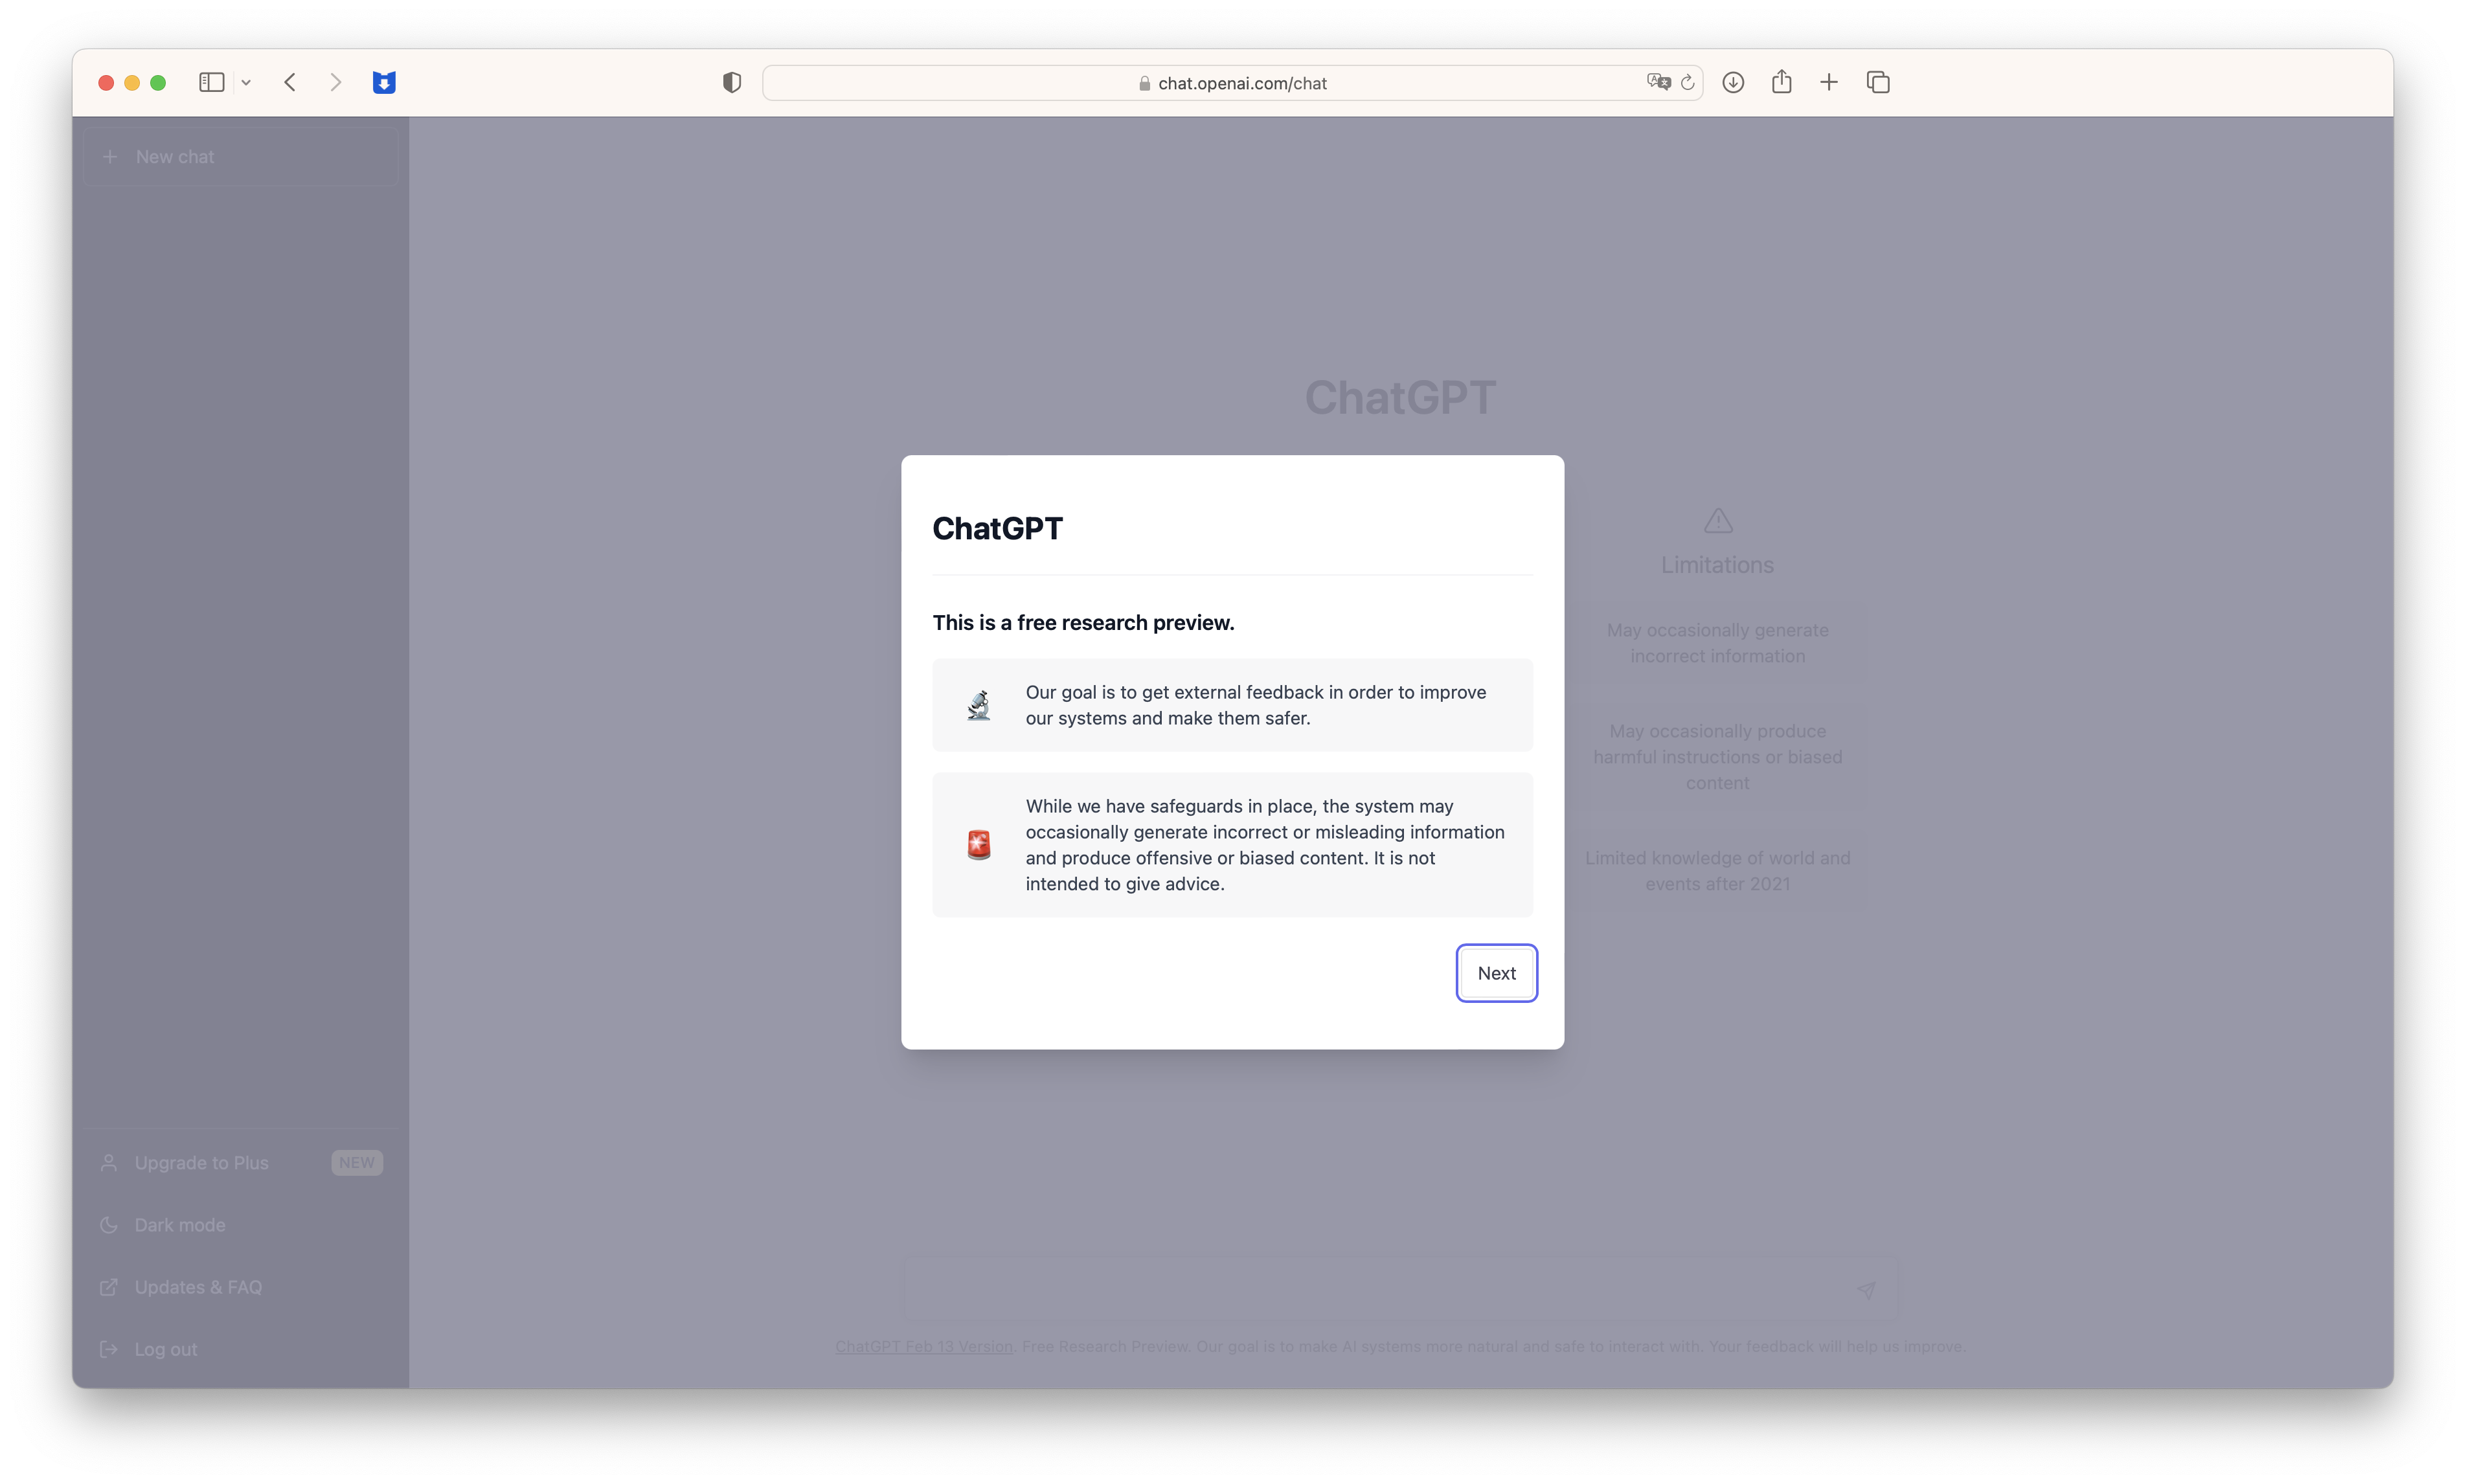 chat.openai.com/chat
New chat
ChatGPT
ChatGPT
This is a free research preview.
Our goal is to get external feedback in order to improve
our systems and make them safer.
While we have safeguards in place, the system may
occasionally generate incorrect or misleading information
and produce offensive or biased content. It is not
intended to give advice.
Next
Limitations
May occasionally generate
incorrect information
May occasionally produce
harmful instructions or biased
content
Limited knowledge of world and
events after 2021
Upgrade to Plus NEW
Dark mode
Updates & FAQ
Log out
ChatGPT Feb 13 Version. Free Research Preview. Our goal is to make AI systems more natural and safe to interact with. Your feedback will help us improve.